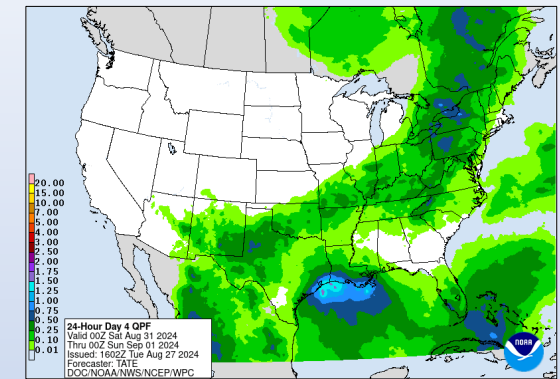 20.00
15.00
10.00
7.00
5.00
4.00
3.00
2.50
2.00
1.75
1.50
1.25
1.00
0.75
0.50
0.25
0.10
0.01
24-Hour Day 4 QPF
Valid 00Z Sat Aug 31 2024
Thru 00Z Sun Sep 01 2024
Issued: 1602Z Tue Aug 27 2024
Forecaster: TATE
DOC/NOAA/NWS/NCEP/WPC
NOAA